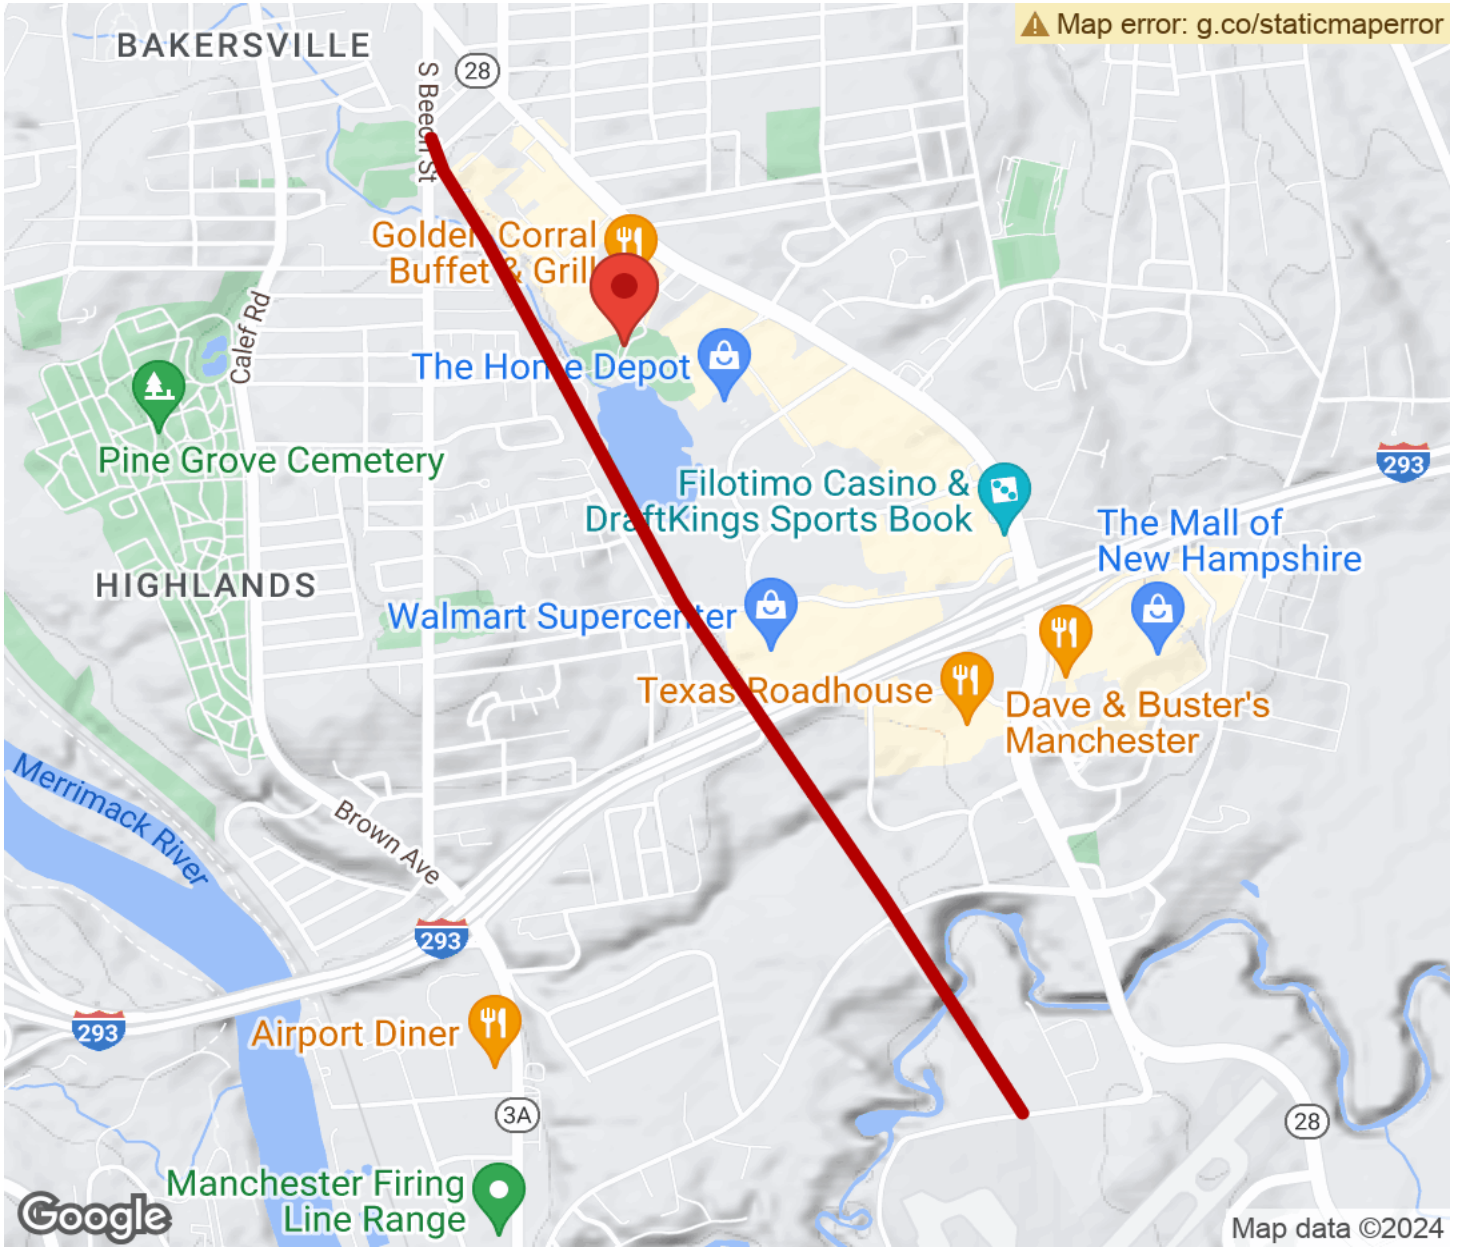 Map error: g.co/staticmaperror
BAKERSVILLE
28
S Beech St
Golden Corral
Buffet & Grill
Calef Rd
The Home Depot
Pine Grove Cemetery
293
Filotimo Casino &
DraftKings Sports Book
The Mall of
New Hampshire
HIGHLANDS
Walmart Supercenter
Texas Roadhouse
Dave & Buster's
Manchester
Merrimack River
Brown Ave
293
293
Airport Diner
3A
28
Manchester Firing
Line Range
Google
Map data ©2024